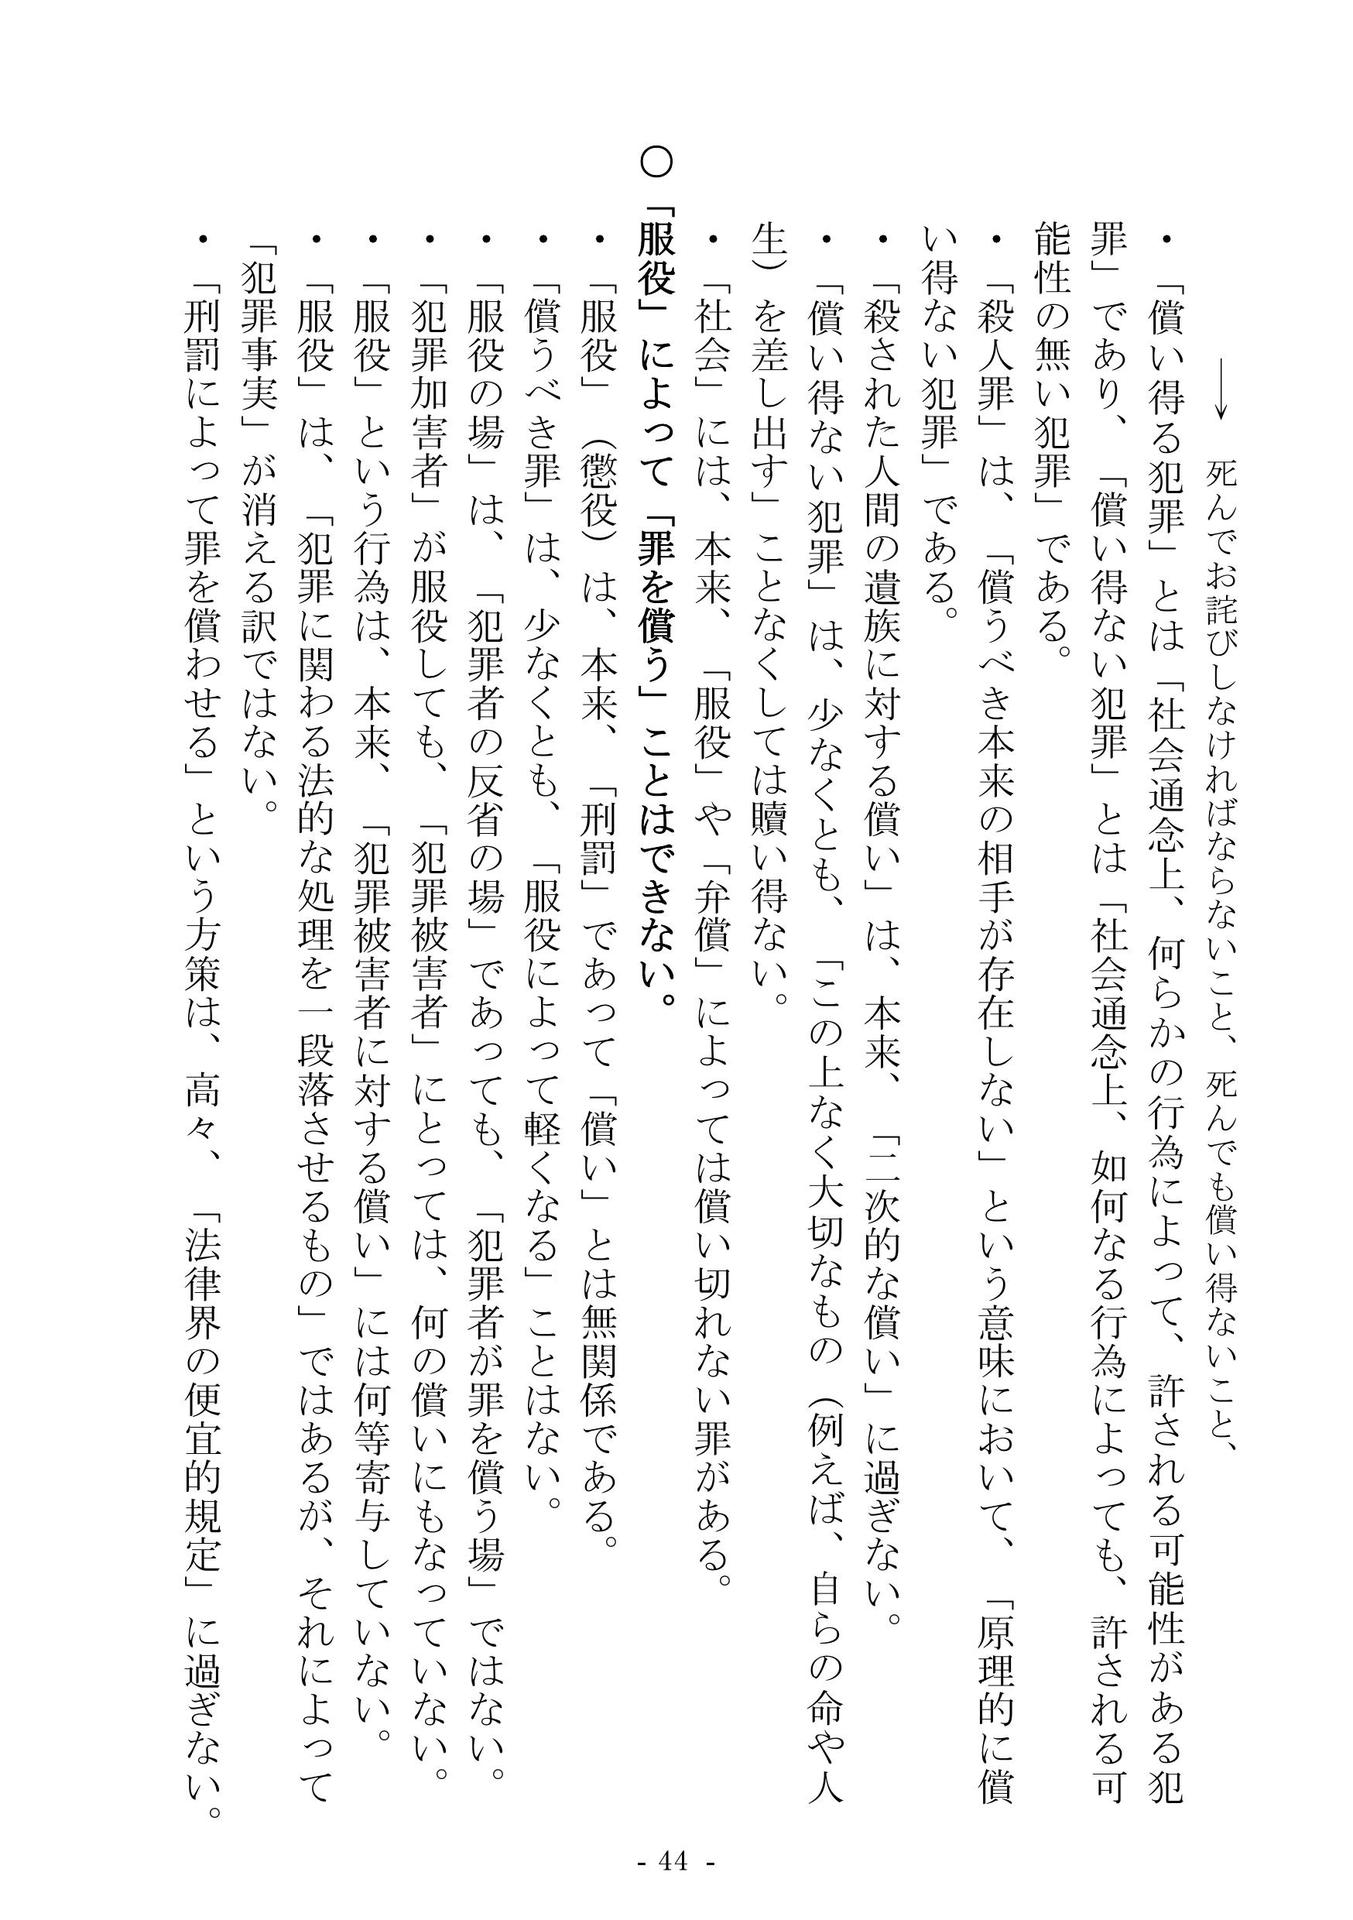 → 死んでお詫びしなければならないこと、死んでも償い得ないこと、
・「償い得る犯罪」とは「社会通念上、何らかの行為によって、許される可能性がある犯
罪」であり、「償い得ない犯罪」とは「社会通念上、如何なる行為によっても、許される可
能性の無い犯罪」である。
・「殺人罪」は、「償うべき本来の相手が存在しない」という意味において、「原理的に償
い得ない犯罪」である。
・「殺された人間の遺族に対する償い」は、本来、「二次的な償い」に過ぎない。
・「償い得ない犯罪」は、少なくとも、「この上なく大切なもの（例えば、自らの命や人
生）を差し出す」ことなくしては贖い得ない。
・「社会」には、本来、「服役」や「弁償」によっては償い切れない罪がある。
〇「服役」によって「罪を償う」ことはできない。
・「服役」（懲役）は、本来、「刑罰」であって「償い」とは無関係である。
・「償うべき罪」は、少なくとも、「服役によって軽くなる」ことはない。
・「服役の場」は、「犯罪者の反省の場」であっても、「犯罪者が罪を償う場」ではない。
・「犯罪加害者」が服役しても、「犯罪被害者」にとっては、何の償いにもなっていない。
・「服役」という行為は、本来、「犯罪被害者に対する償い」には何等寄与していない。
・「服役」は、「犯罪に関わる法的な処理を一段落させるもの」ではあるが、それによって
「犯罪事実」が消える訳ではない。
・「刑罰によって罪を償わせる」という方策は、高々、「法律界の便宜的規定」に過ぎない。
- 44 -